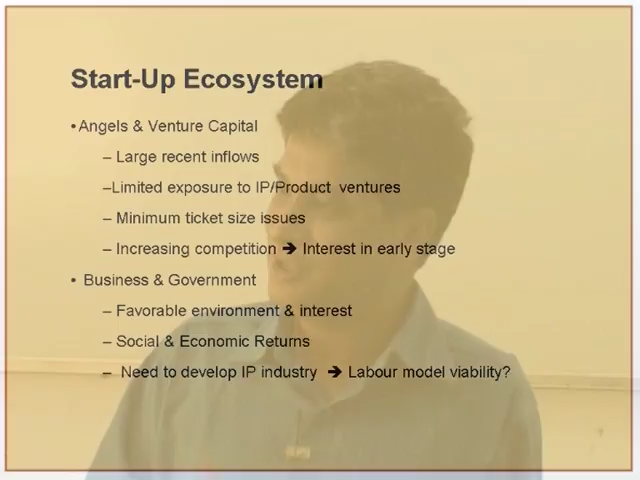 Start-Up Ecosystem
• Angels & Venture Capital
– Large recent inflows
–Limited exposure to IP/Product ventures
– Minimum ticket size issues
– Increasing competition ➔ Interest in early stage
• Business & Government
– Favorable environment & interest
– Social & Economic Returns
– Need to develop IP industry ➔ Labour model viability?